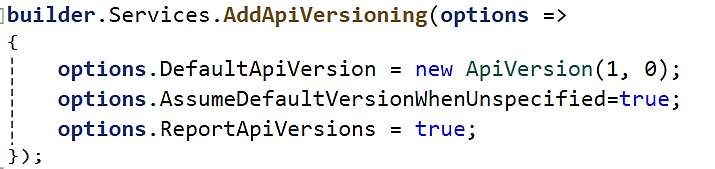 builder.Services.AddApiVersioning(options =>
{
    options.DefaultApiVersion = new ApiVersion(1, 0);
    options.AssumeDefaultVersionWhenUnspecified=true;
    options.ReportApiVersions = true;
});